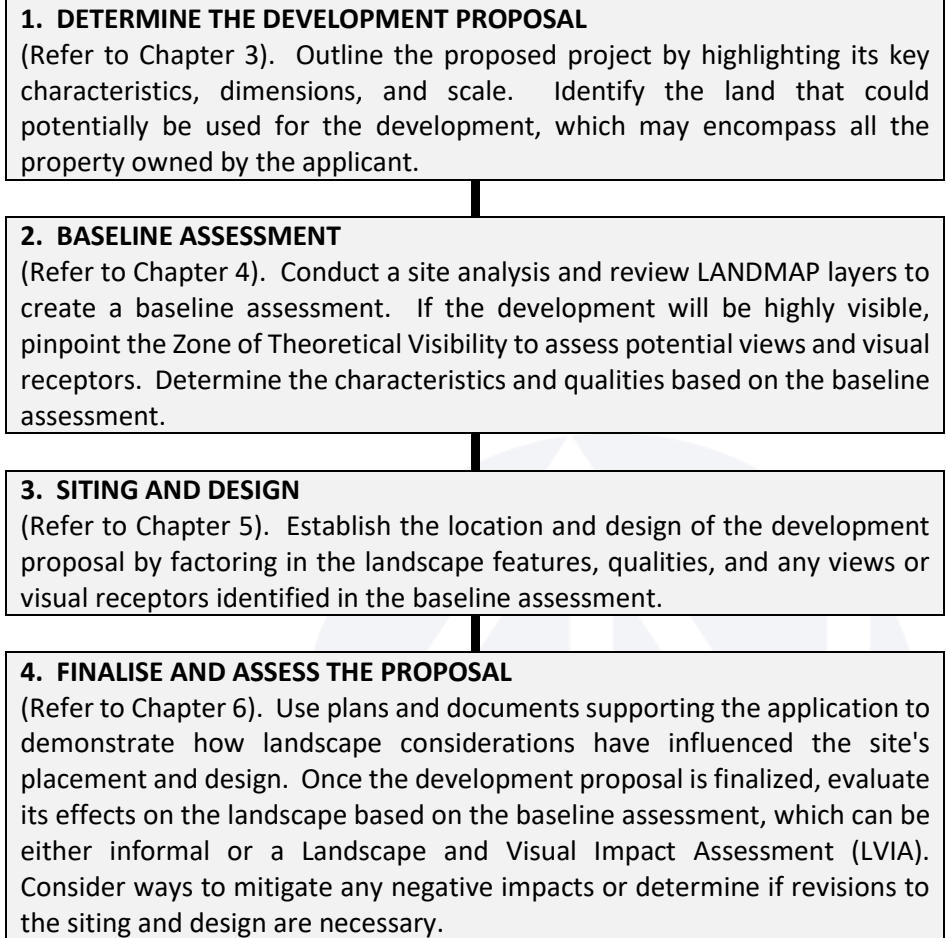 1. DETERMINE THE DEVELOPMENT PROPOSAL
(Refer to Chapter 3). Outline the proposed project by highlighting its key
characteristics, dimensions, and scale. Identify the land that could
potentially be used for the development, which may encompass all the
property owned by the applicant.
2. BASELINE ASSESSMENT
(Refer to Chapter 4). Conduct a site analysis and review LANDMAP layers to
create a baseline assessment. If the development will be highly visible,
pinpoint the Zone of Theoretical Visibility to assess potential views and visual
receptors. Determine the characteristics and qualities based on the baseline
assessment.
3. SITING AND DESIGN
(Refer to Chapter 5). Establish the location and design of the development
proposal by factoring in the landscape features, qualities, and any views or
visual receptors identified in the baseline assessment.
4. FINALISE AND ASSESS THE PROPOSAL
(Refer to Chapter 6). Use plans and documents supporting the application to
demonstrate how landscape considerations have influenced the site's
placement and design. Once the development proposal is finalized, evaluate
its effects on the landscape based on the baseline assessment, which can be
either informal or a Landscape and Visual Impact Assessment (LVIA).
Consider ways to mitigate any negative impacts or determine if revisions to
the siting and design are necessary.